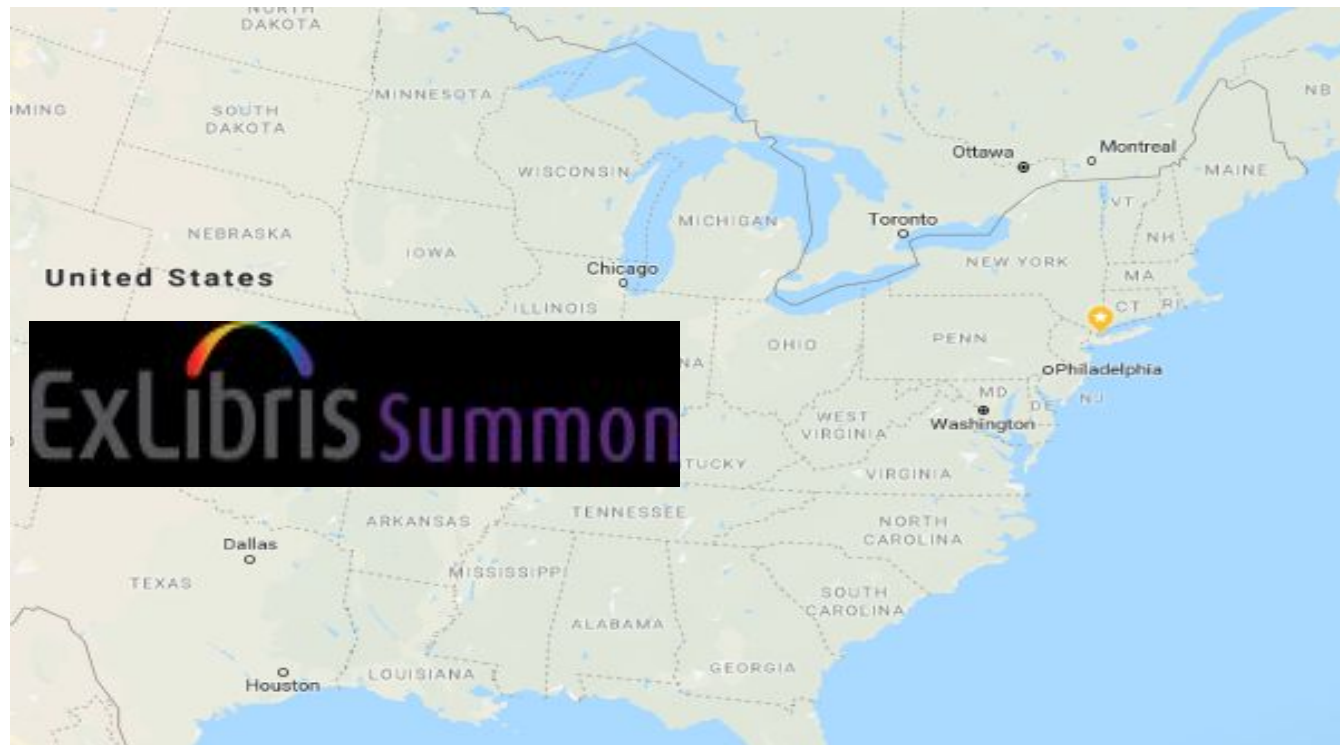 NORTH
DAKOTA
MINNESOTA
OMING
SOUTH
DAKOTA
WISCONSIN
MICHIGAN
Ottawa
Montreal
NB
MAINE
VT
NH
Toronto
NEW YORK
MA
CT RI
NEBRASKA
IOWA
United States
Chicago
ILLINOIS
OHIO
PENN
NA
Philadelphia
MD
DE
NJ
Washington
WEST
VIRGINIA
ExLibris Summon
TUCKY
VIRGINIA
TENNESSEE
NORTH
CAROLINA
ARKANSAS
Dallas
TEXAS
MISSISSIPPI
ALABAMA
SOUTH
CAROLINA
GEORGIA
LOUISIANA
Houston